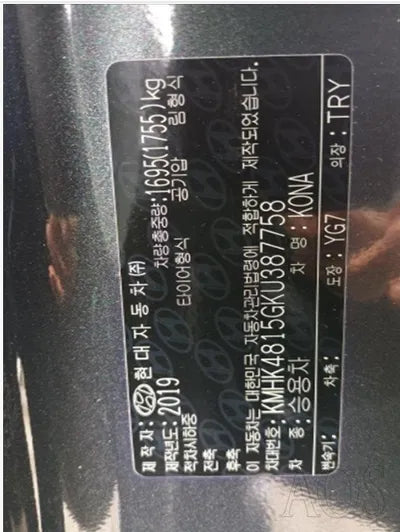 제 작 자: 현대자동차(주)
제작년도: 2019 차량총중량: 1695(1755)kg
적차시하중 타이어형식 공기압 림형식
전축
후축
이 자동차는 대한민국 자동차관리법령에 적합하게 제작되었습니다.
차대번호: KMHK4815GKU387758
차 종: 승용차 차 명: KONA
변속기: 차축: 도장: YG7 의장: TRY